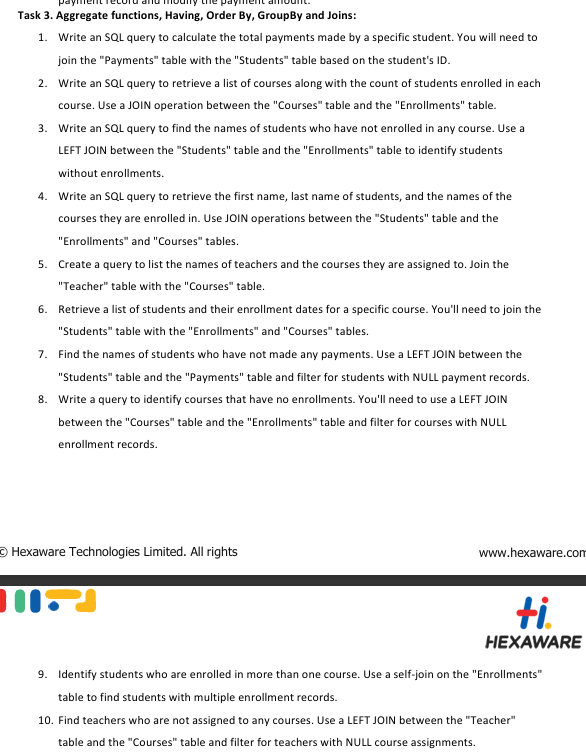 payment record and modify the payment amount.
Task 3. Aggregate functions, Having, Order By, GroupBy and Joins:
1. Write an SQL query to calculate the total payments made by a specific student. You will need to
join the "Payments" table with the "Students" table based on the student's ID.
2. Write an SQL query to retrieve a list of courses along with the count of students enrolled in each
course. Use a JOIN operation between the "Courses" table and the "Enrollments" table.
3. Write an SQL query to find the names of students who have not enrolled in any course. Use a
LEFT JOIN between the "Students" table and the "Enrollments" table to identify students
without enrollments.
4. Write an SQL query to retrieve the first name, last name of students, and the names of the
courses they are enrolled in. Use JOIN operations between the "Students" table and the
"Enrollments" and "Courses" tables.
5. Create a query to list the names of teachers and the courses they are assigned to. Join the
"Teacher" table with the "Courses" table.
6. Retrieve a list of students and their enrollment dates for a specific course. You'll need to join the
"Students" table with the "Enrollments" and "Courses" tables.
7. Find the names of students who have not made any payments. Use a LEFT JOIN between the
"Students" table and the "Payments" table and filter for students with NULL payment records.
8. Write a query to identify courses that have no enrollments. You'll need to use a LEFT JOIN
between the "Courses" table and the "Enrollments" table and filter for courses with NULL
enrollment records.
© Hexaware Technologies Limited. All rights
www.hexaware.com
HEXAWARE
9. Identify students who are enrolled in more than one course. Use a self-join on the "Enrollments"
table to find students with multiple enrollment records.
10. Find teachers who are not assigned to any courses. Use a LEFT JOIN between the "Teacher"
table and the "Courses" table and filter for teachers with NULL course assignments.